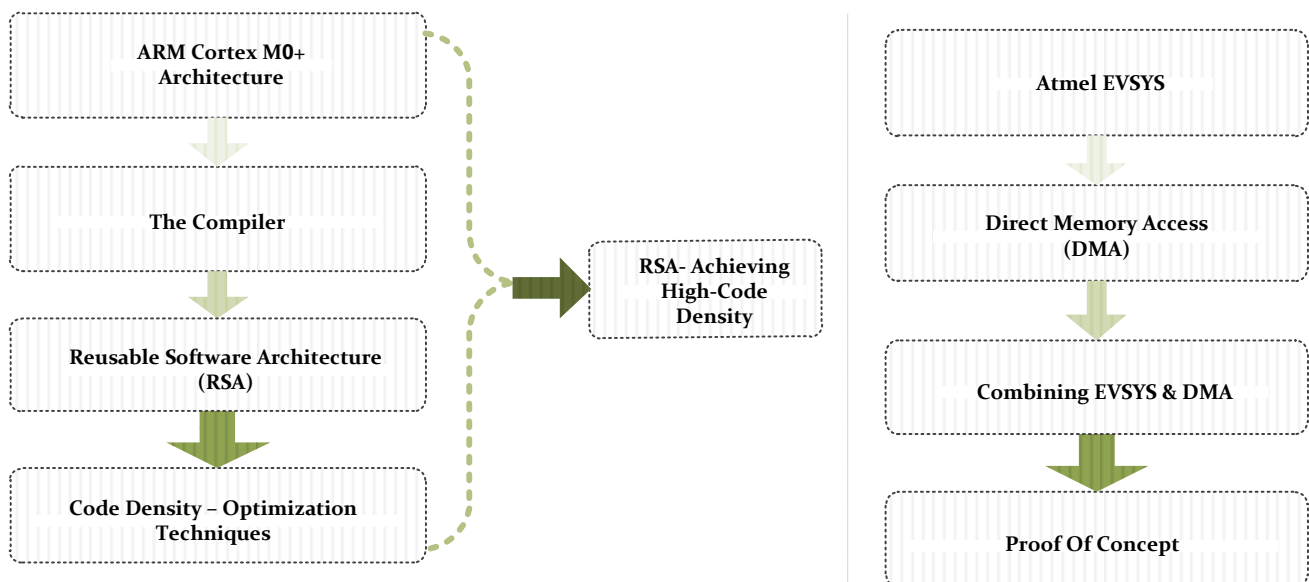 ARM Cortex M0+
Architecture
The Compiler
Reusable Software Architecture
(RSA)
Code Density – Optimization
Techniques
RSA- Achieving
High-Code
Density
Atmel EVSYS
Direct Memory Access
(DMA)
Combining EVSYS & DMA
Proof Of Concept